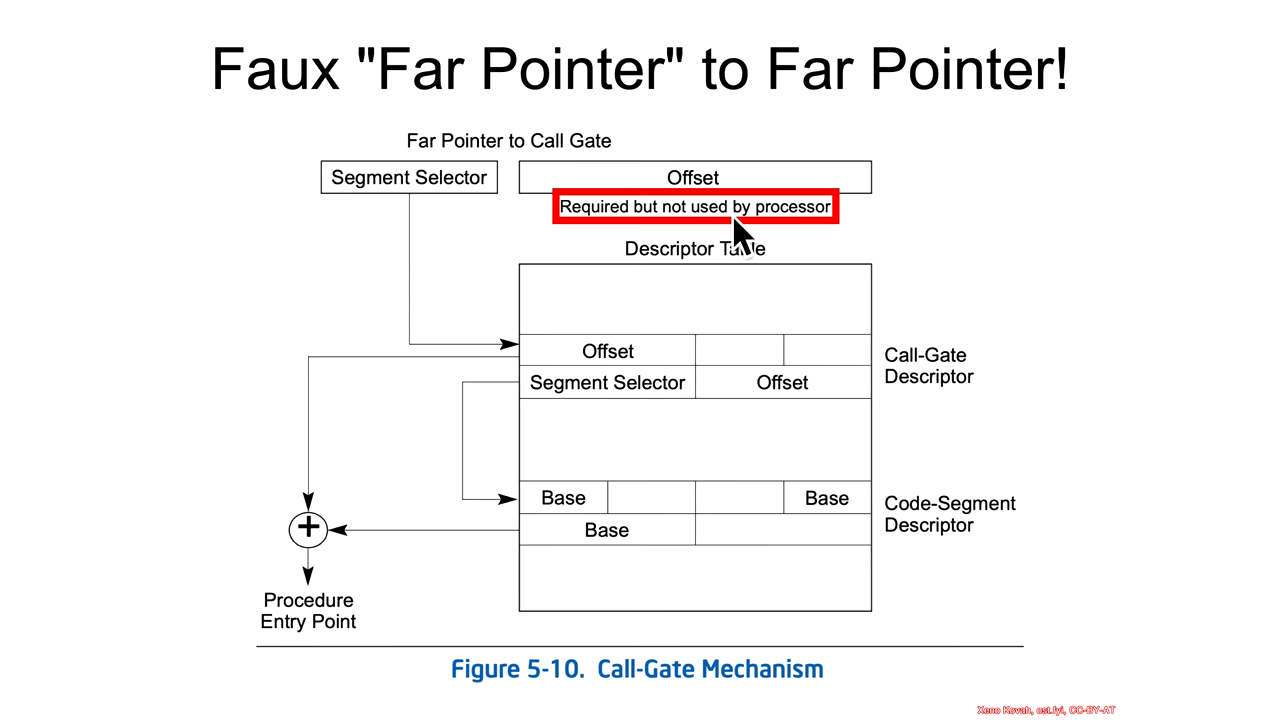 Faux "Far Pointer" to Far Pointer!
Far Pointer to Call Gate
Segment Selector
Offset
Required but not used by processor
Descriptor Table
Offset
Call-Gate
Descriptor
Segment Selector
Offset
Base
Base
Code-Segment
Descriptor
Base
+
Procedure
Entry Point
Figure 5-10. Call-Gate Mechanism
Xeno Kovah, ost.fyi, CC-BY-AT